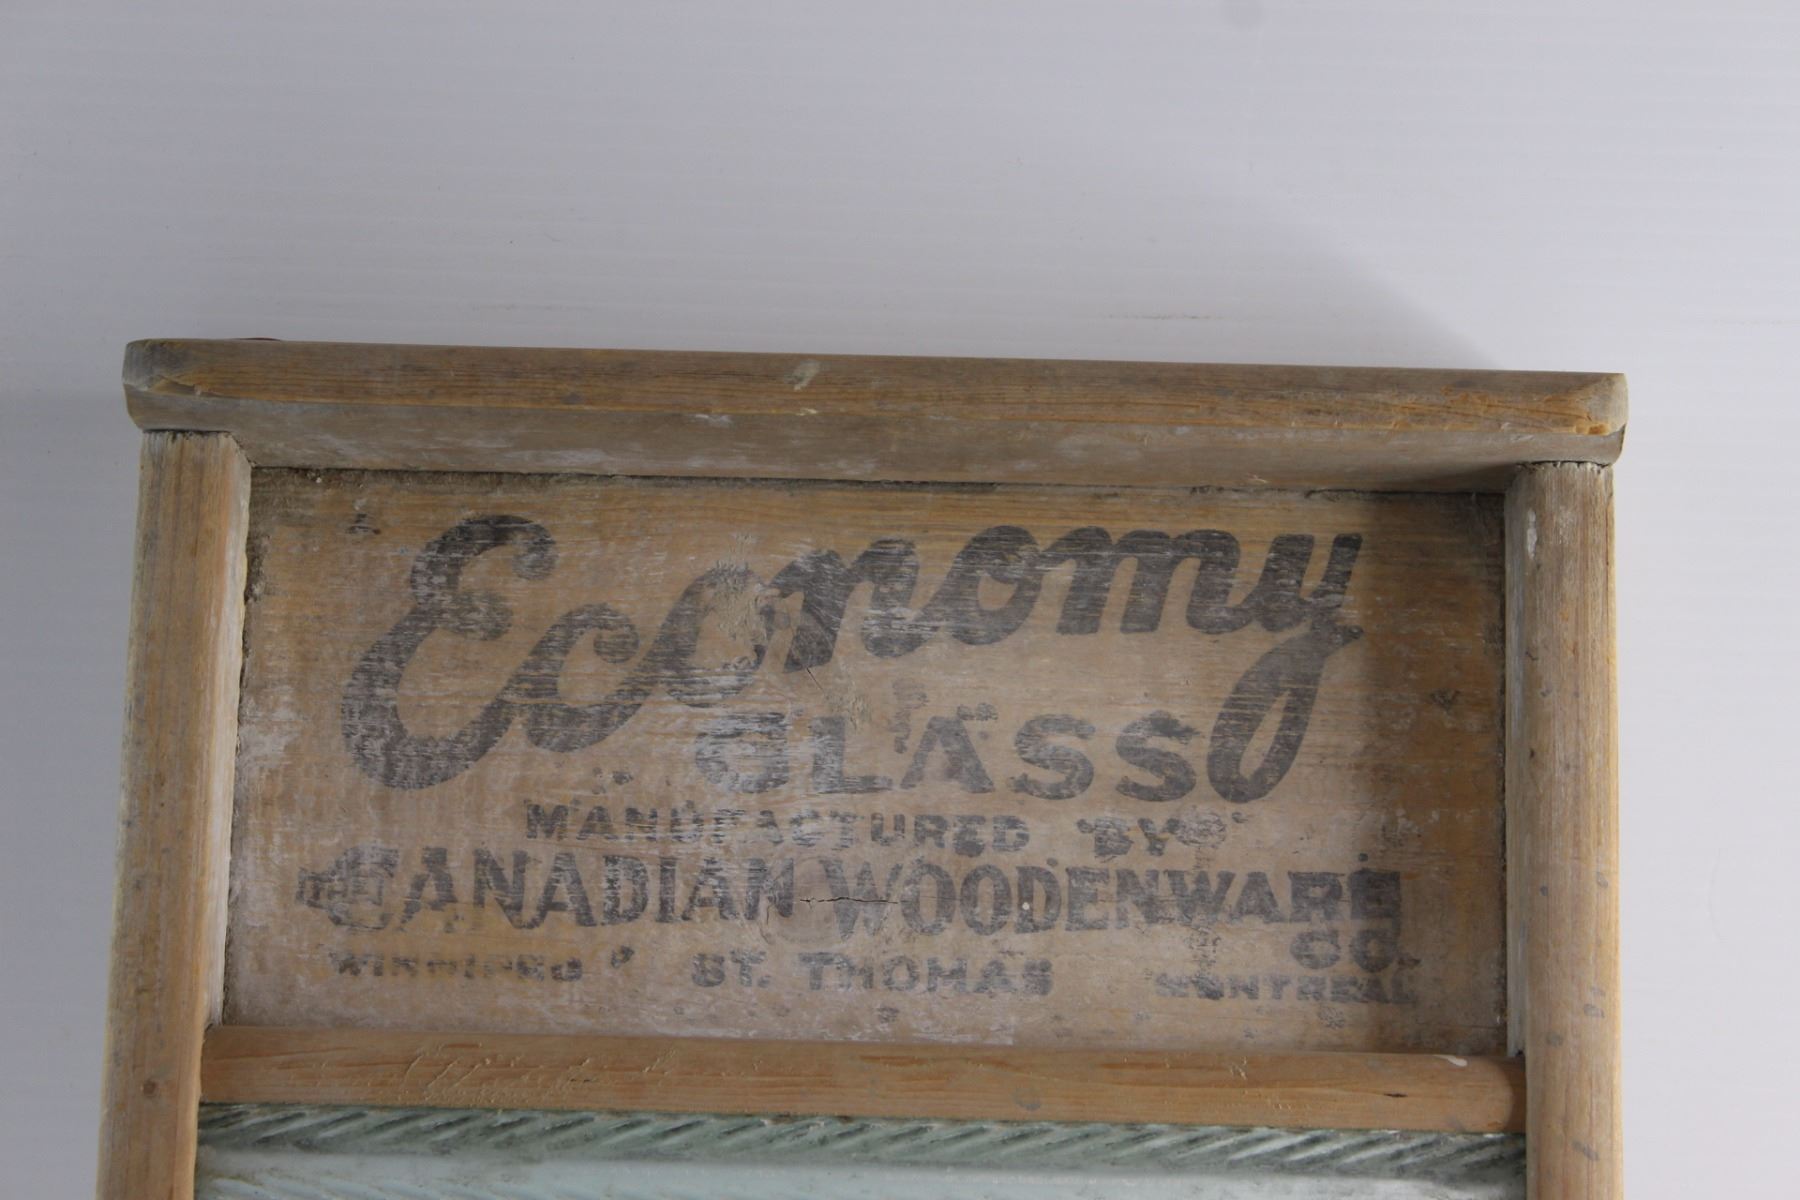 Economy
GLASS
MANUFACTURED BY
CANADIAN WOODENWARE
CO.
WINNIPEG ST. THOMAS MONTREAL